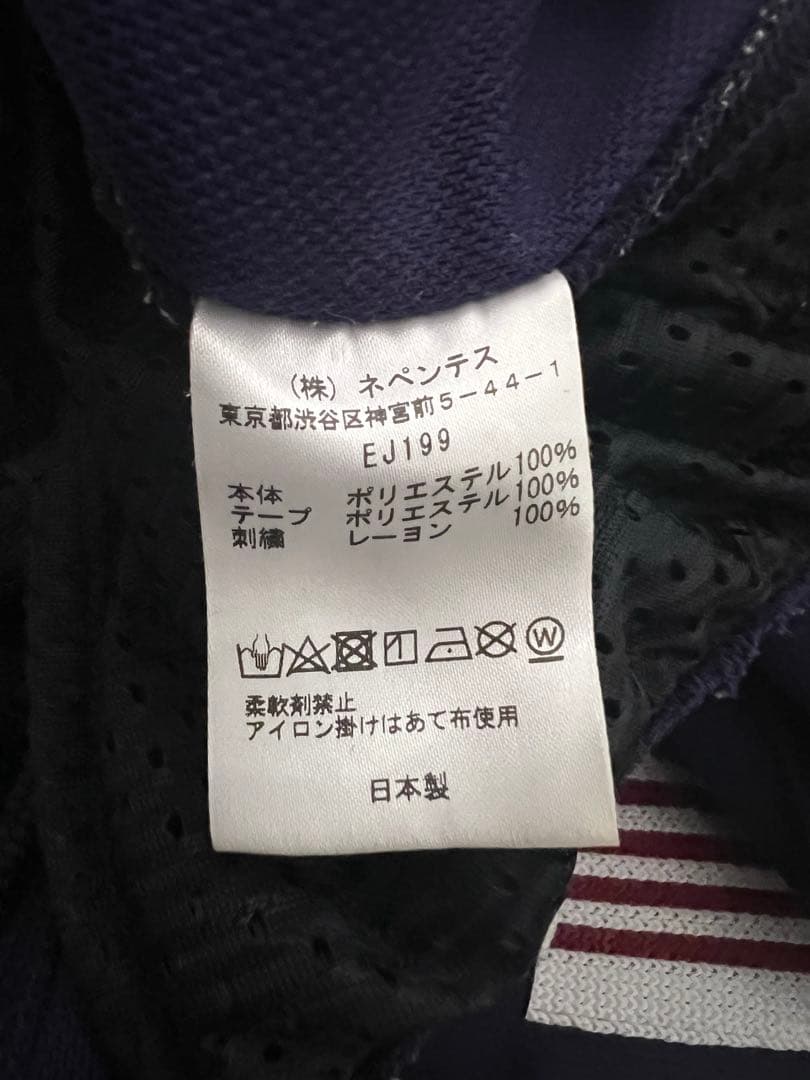 (株) ネペンテス
東京都渋谷区神宮前5-44-1
EJ199
本体 ポリエステル100%
テープ ポリエステル100%
刺繍 レーヨン 100%
W
柔軟剤禁止
アイロン掛けはあて布使用
日本製